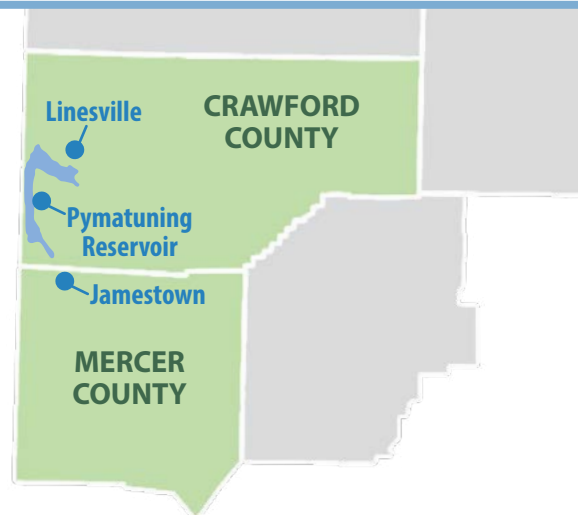 Linesville
CRAWFORD
COUNTY
Pymatuning
Reservoir
Jamestown
MERCER
COUNTY